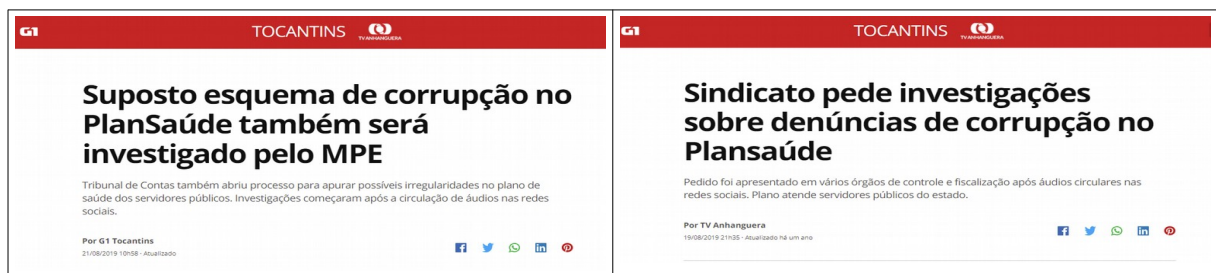 G1
TOCANTINS
TV ANHANGUERA
Suposto esquema de corrupção no
PlanSaúde também será
investigado pelo MPE
Tribunal de Contas também abriu processo para apurar possíveis irregularidades no plano de
saúde dos servidores públicos. Investigações começaram após a circulação de áudios nas redes
sociais.
Por G1 Tocantins
21/08/2019 10h58 · Atualizado
G1
TOCANTINS
TV ANHANGUERA
Sindicato pede investigações
sobre denúncias de corrupção no
Plansaúde
Pedido foi apresentado em vários órgãos de controle e fiscalização após áudios circulares nas
redes sociais. Plano atende servidores públicos do estado.
Por TV Anhanguera
19/08/2019 21h35 · Atualizado há um ano